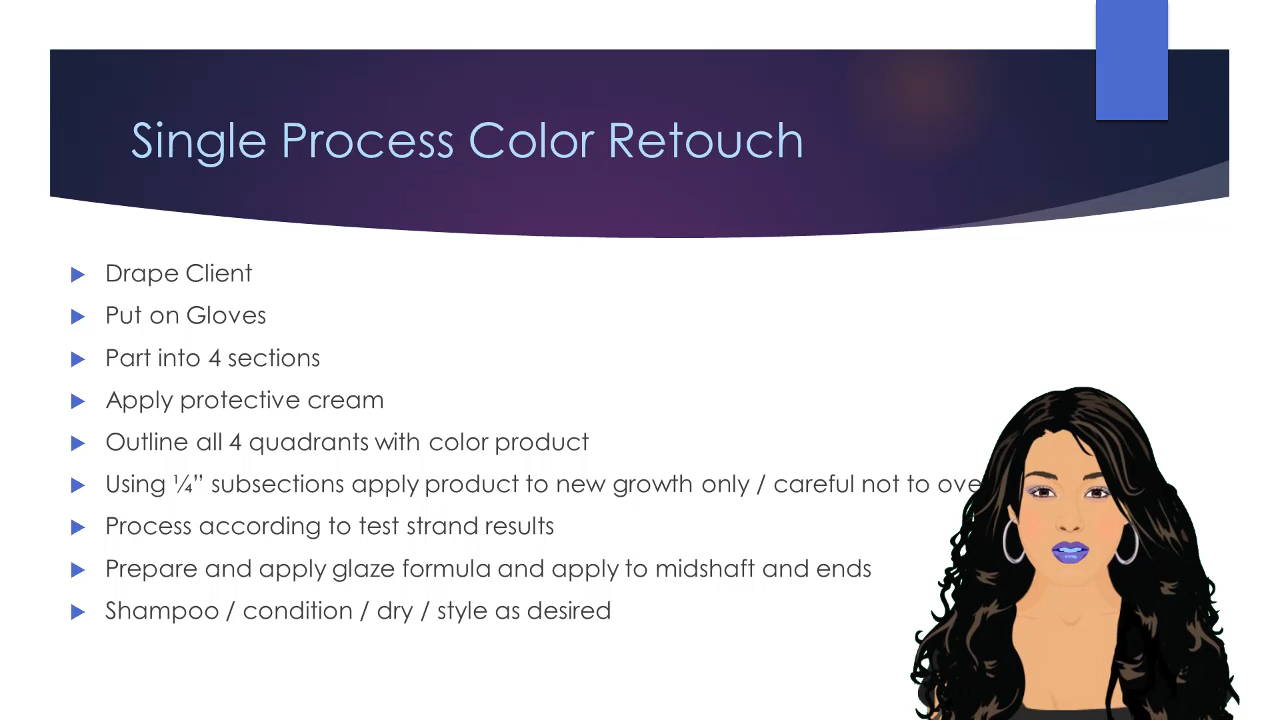 Single Process Color Retouch
Drape Client
Put on Gloves
Part into 4 sections
Apply protective cream
Outline all 4 quadrants with color product
Using ¼” subsections apply product to new growth only / careful not to
Process according to test strand results
Prepare and apply glaze formula and apply to midshaft and ends
Shampoo / condition / dry / style as desired